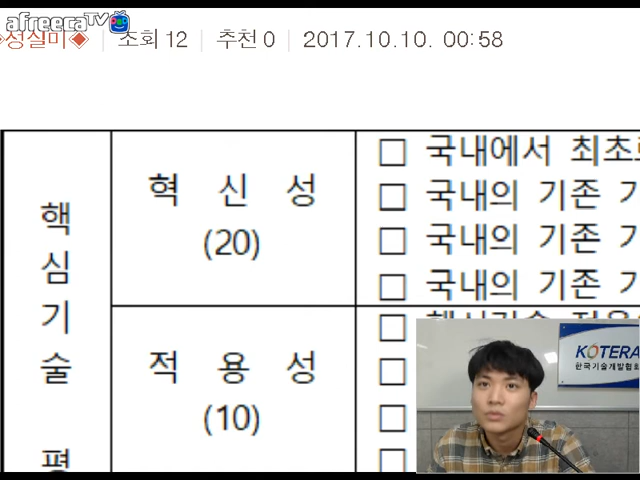 afreecaTV
성실미◈ | 조회 12 | 추천 0 | 2017.10.10. 00:58
핵심기술
혁 신 성
(20)
□ 국내에서 최초
□ 국내의 기존
□ 국내의 기존
□ 국내의 기존
적 용 성
(10)
KOTERA
한국기술개발협회